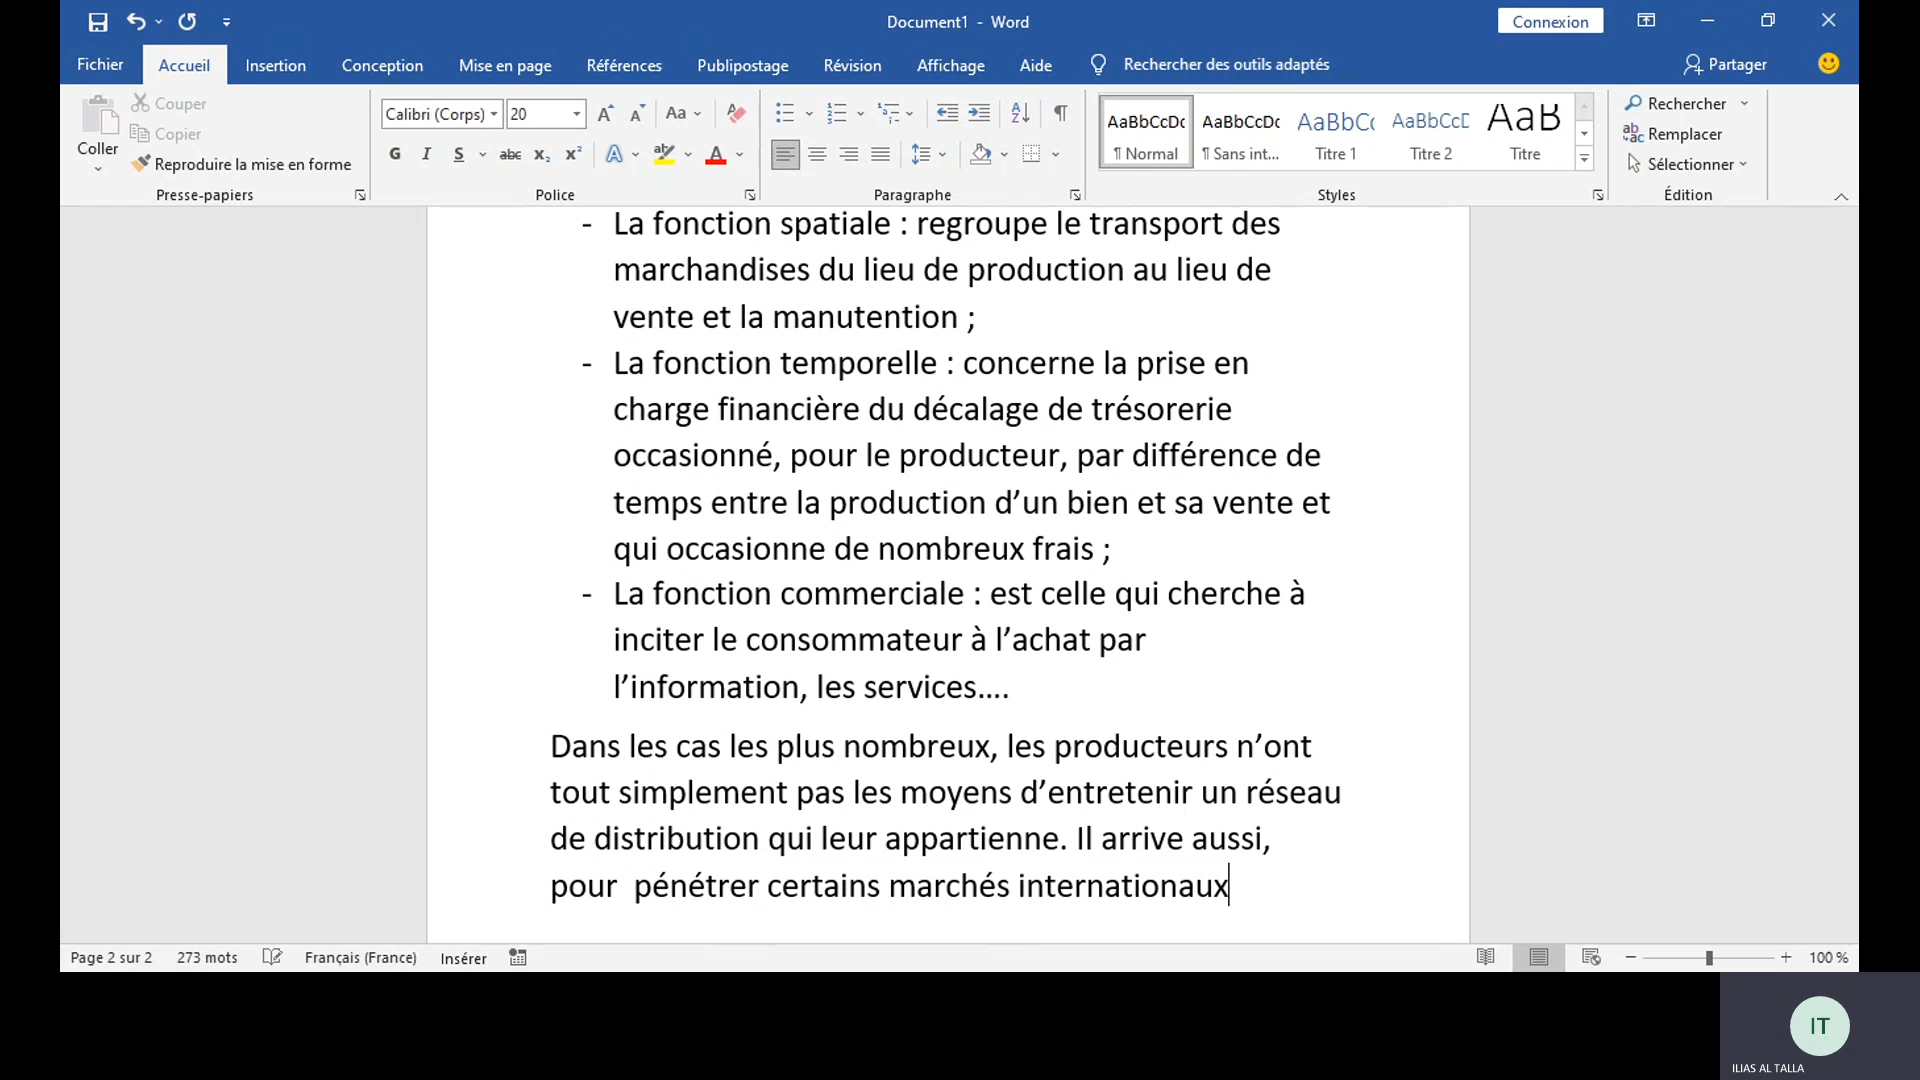 Document1 - Word
Connexion
Fichier Accueil Insertion Conception Mise en page Références Publipostage Révision Affichage Aide Rechercher des outils adaptés Partager
Coller
Couper
Copier
Reproduire la mise en forme
Presse-papiers
Calibri (Corps) 20
Aa
G I S abc x₂ x² A A
Police
Paragraphe
AaBbCcDc AaBbCcDc AaBbCc AaBbCcD AaB
¶ Normal ¶ Sans int... Titre 1 Titre 2 Titre
Styles
Rechercher
Remplacer
Sélectionner
Édition
- La fonction spatiale : regroupe le transport des
marchandises du lieu de production au lieu de
vente et la manutention ;
- La fonction temporelle : concerne la prise en
charge financière du décalage de trésorerie
occasionné, pour le producteur, par différence de
temps entre la production d’un bien et sa vente et
qui occasionne de nombreux frais ;
- La fonction commerciale : est celle qui cherche à
inciter le consommateur à l’achat par
l’information, les services….
Dans les cas les plus nombreux, les producteurs n’ont
tout simplement pas les moyens d’entretenir un réseau
de distribution qui leur appartienne. Il arrive aussi,
pour  pénétrer certains marchés internationaux
Page 2 sur 2 273 mots Français (France) Insérer 100 %
IT
ILIAS AL TALLA